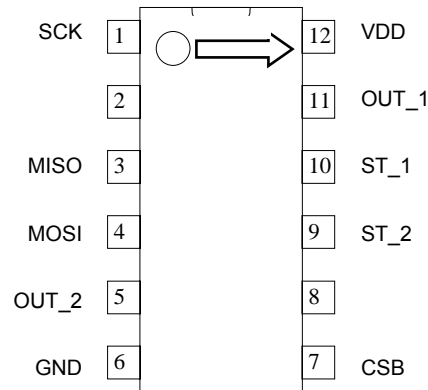 SCK 1 12 VDD
2 11 OUT_1
MISO 3 10 ST_1
MOSI 4 9 ST_2
OUT_2 5 8
GND 6 7 CSB